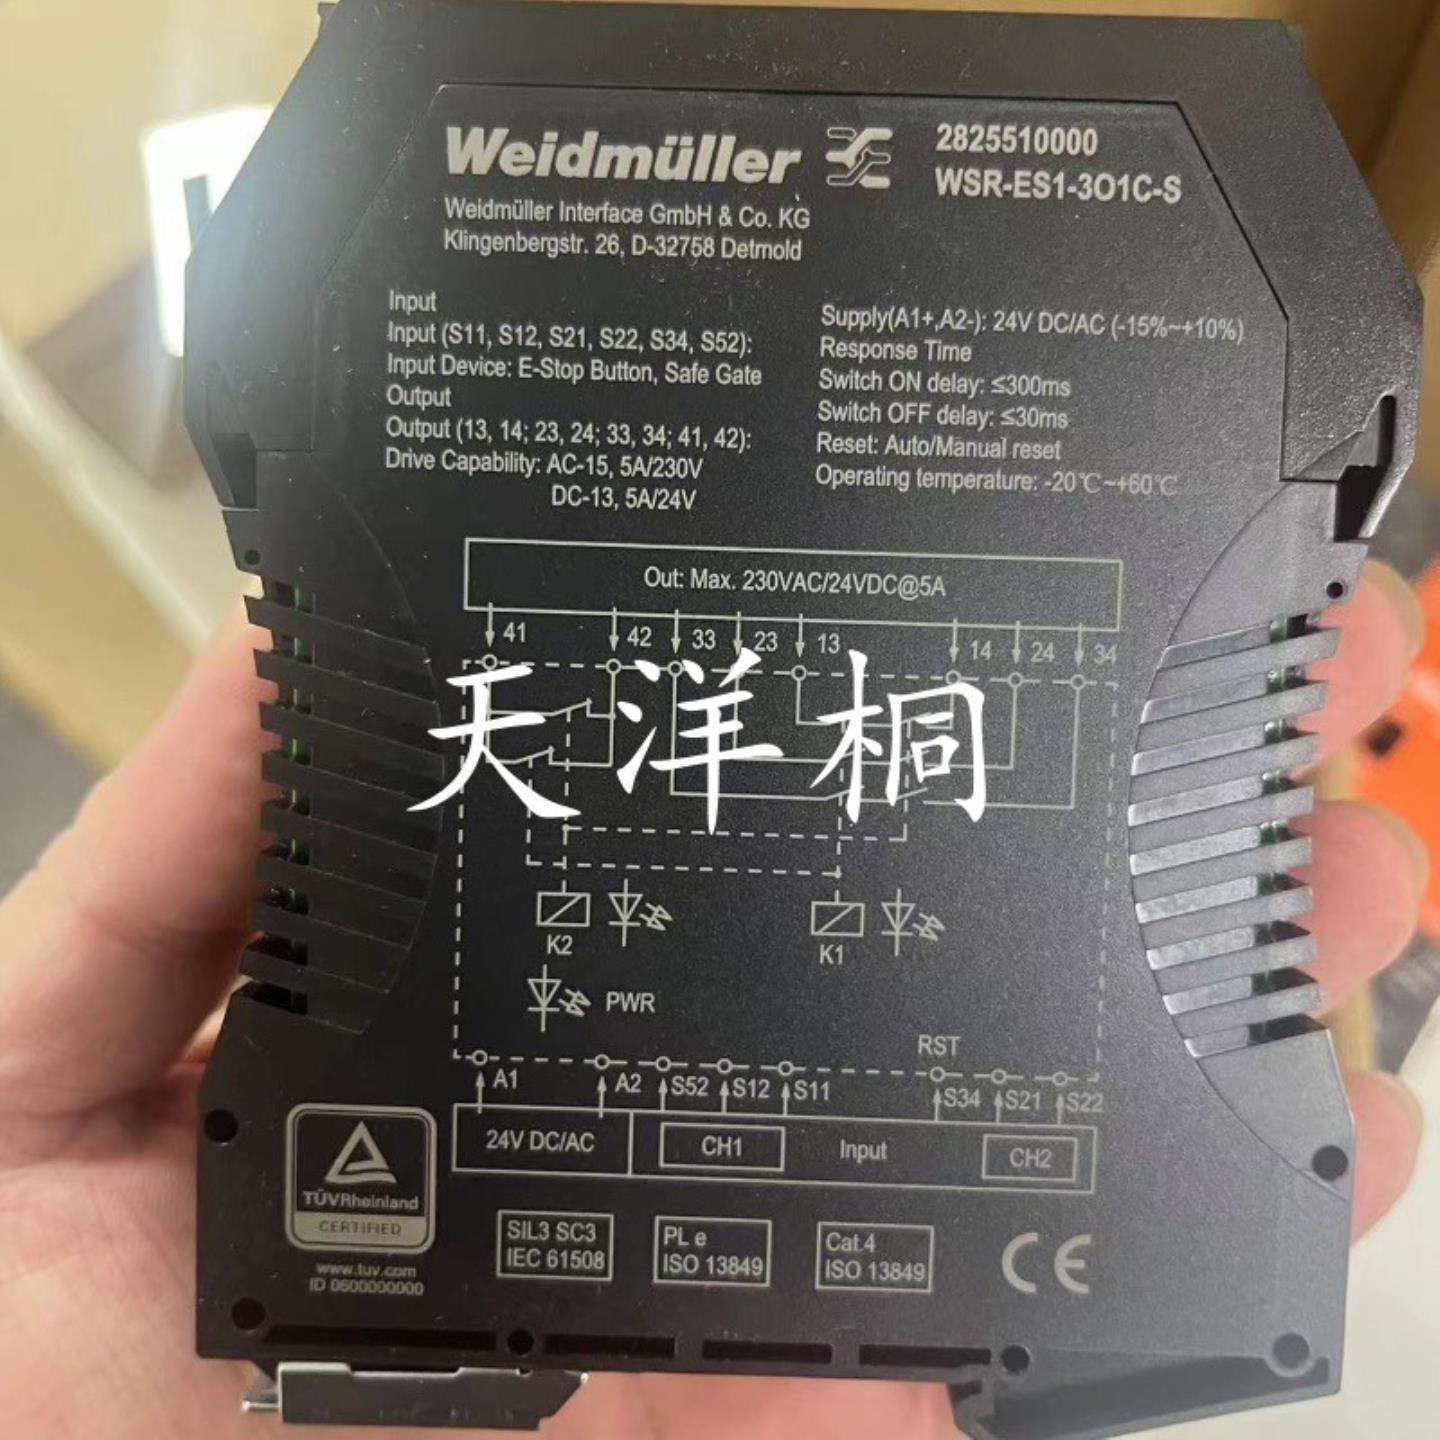 Weidmüller
2825510000
WSR-ES1-3O1C-S
Weidmüller Interface GmbH & Co. KG
Klingenbergstr. 26, D-32758 Detmold
Input
Input (S11, S12, S21, S22, S34, S52):
Input Device: E-Stop Button, Safe Gate
Output
Output (13, 14; 23, 24; 33, 34; 41, 42):
Drive Capability: AC-15, 5A/230V
DC-13, 5A/24V
Supply(A1+,A2-): 24V DC/AC (-15%~+10%)
Response Time
Switch ON delay: ≤300ms
Switch OFF delay: ≤30ms
Reset: Auto/Manual reset
Operating temperature: -20℃~+60℃
Out: Max. 230VAC/24VDC@5A
41 42 33 23 13 14 24 34
天洋桐
K2 K1
PWR
RST
A1 A2 S52 S12 S11 S34 S21 S22
24V DC/AC CH1 Input CH2
TÜVRheinland
CERTIFIED
www.tuv.com
ID 0600000000
SIL3 SC3
IEC 61508
PL e
ISO 13849
Cat.4
ISO 13849
CE